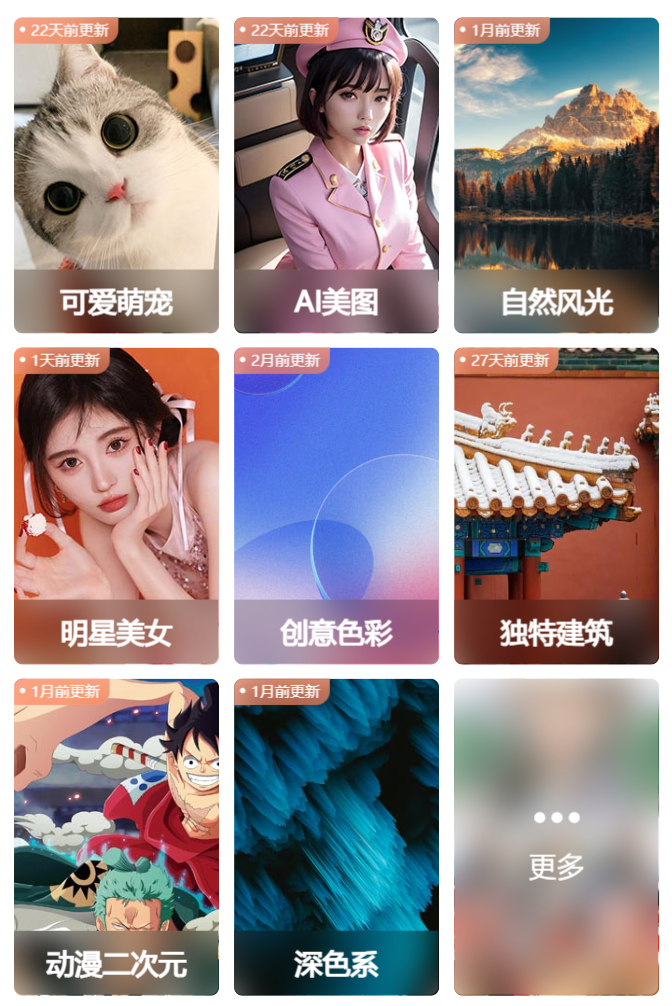 22天前更新
22天前更新
1月前更新
可爱萌宠
AI美图
自然风光
1天前更新
2月前更新
27天前更新
明星美女
创意色彩
独特建筑
1月前更新
1月前更新
更多
动漫二次元
深色系